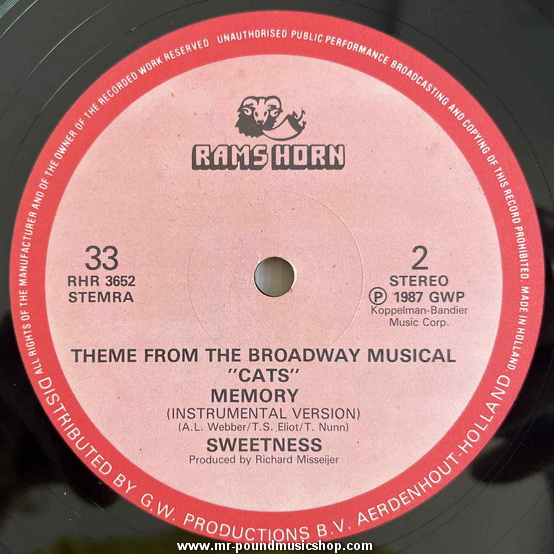 ALL RIGHTS OF THE MANUFACTURER AND OF THE OWNER OF THE RECORDED WORK RESERVED UNAUTHORISED PUBLIC PERFORMANCE BROADCASTING AND COPYING OF THIS RECORD PROHIBITED. MADE IN HOLLAND
RAMSHORN
33
RHR 3652
STEMRA
2
STEREO
Ⓟ 1987 GWP
Koppelman-Bandier
Music Corp.
THEME FROM THE BROADWAY MUSICAL
"CATS"
MEMORY
(INSTRUMENTAL VERSION)
(A.L. Webber/T.S. Eliot/T. Nunn)
SWEETNESS
Produced by Richard Misseijer
DISTRIBUTED BY G.W. PRODUCTIONS B.V. AERDENHOUT-HOLLAND
www.mr-poundmusicshop.com